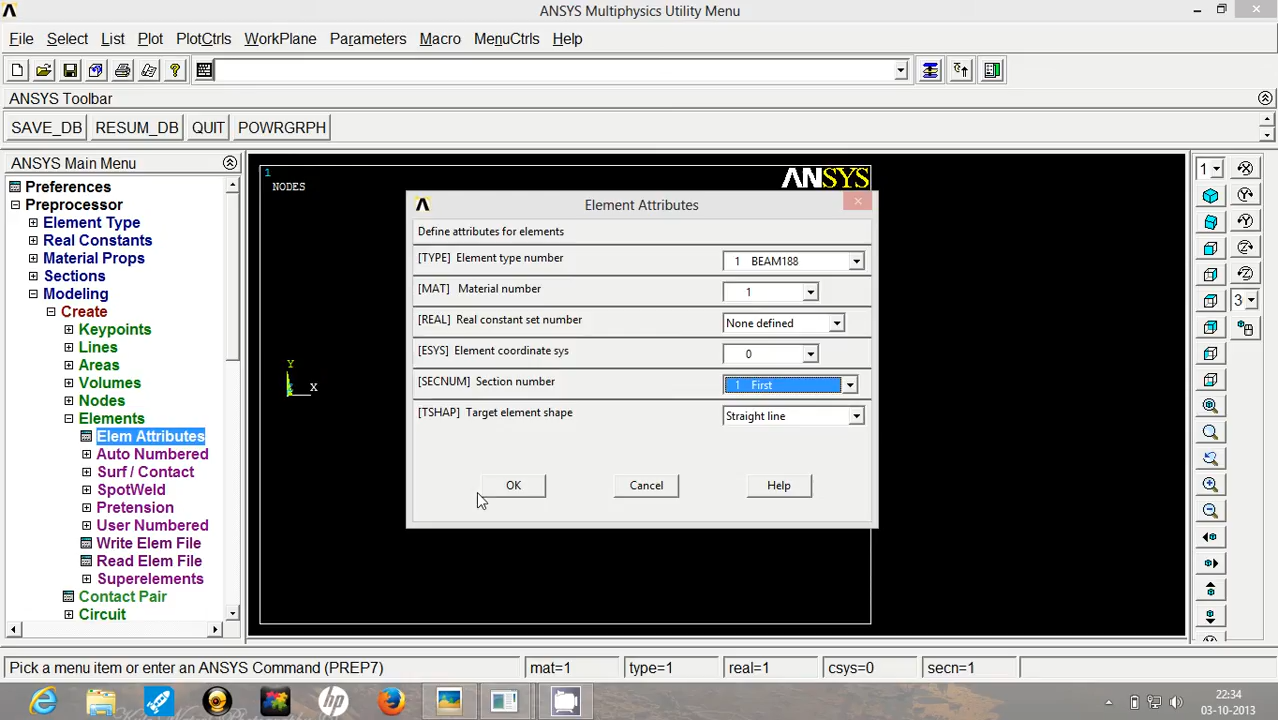 ANSYS Multiphysics Utility Menu
File Select List Plot PlotCtrls WorkPlane Parameters Macro MenuCtrls Help
ANSYS Toolbar
SAVE_DB RESUM_DB QUIT POWRGRPH
ANSYS Main Menu
Preferences
Preprocessor
Element Type
Real Constants
Material Props
Sections
Modeling
Create
Keypoints
Lines
Areas
Volumes
Nodes
Elements
Elem Attributes
Auto Numbered
Surf / Contact
SpotWeld
Pretension
User Numbered
Write Elem File
Read Elem File
Superelements
Contact Pair
Circuit
1
NODES
ANSYS
Y
X
Element Attributes
Define attributes for elements
[TYPE] Element type number 1 BEAM188
[MAT] Material number 1
[REAL] Real constant set number None defined
[ESYS] Element coordinate sys 0
[SECNUM] Section number 1 First
[TSHAP] Target element shape Straight line
OK Cancel Help
1
3
Pick a menu item or enter an ANSYS Command (PREP7) mat=1 type=1 real=1 csys=0 secn=1
22:34
03-10-2013